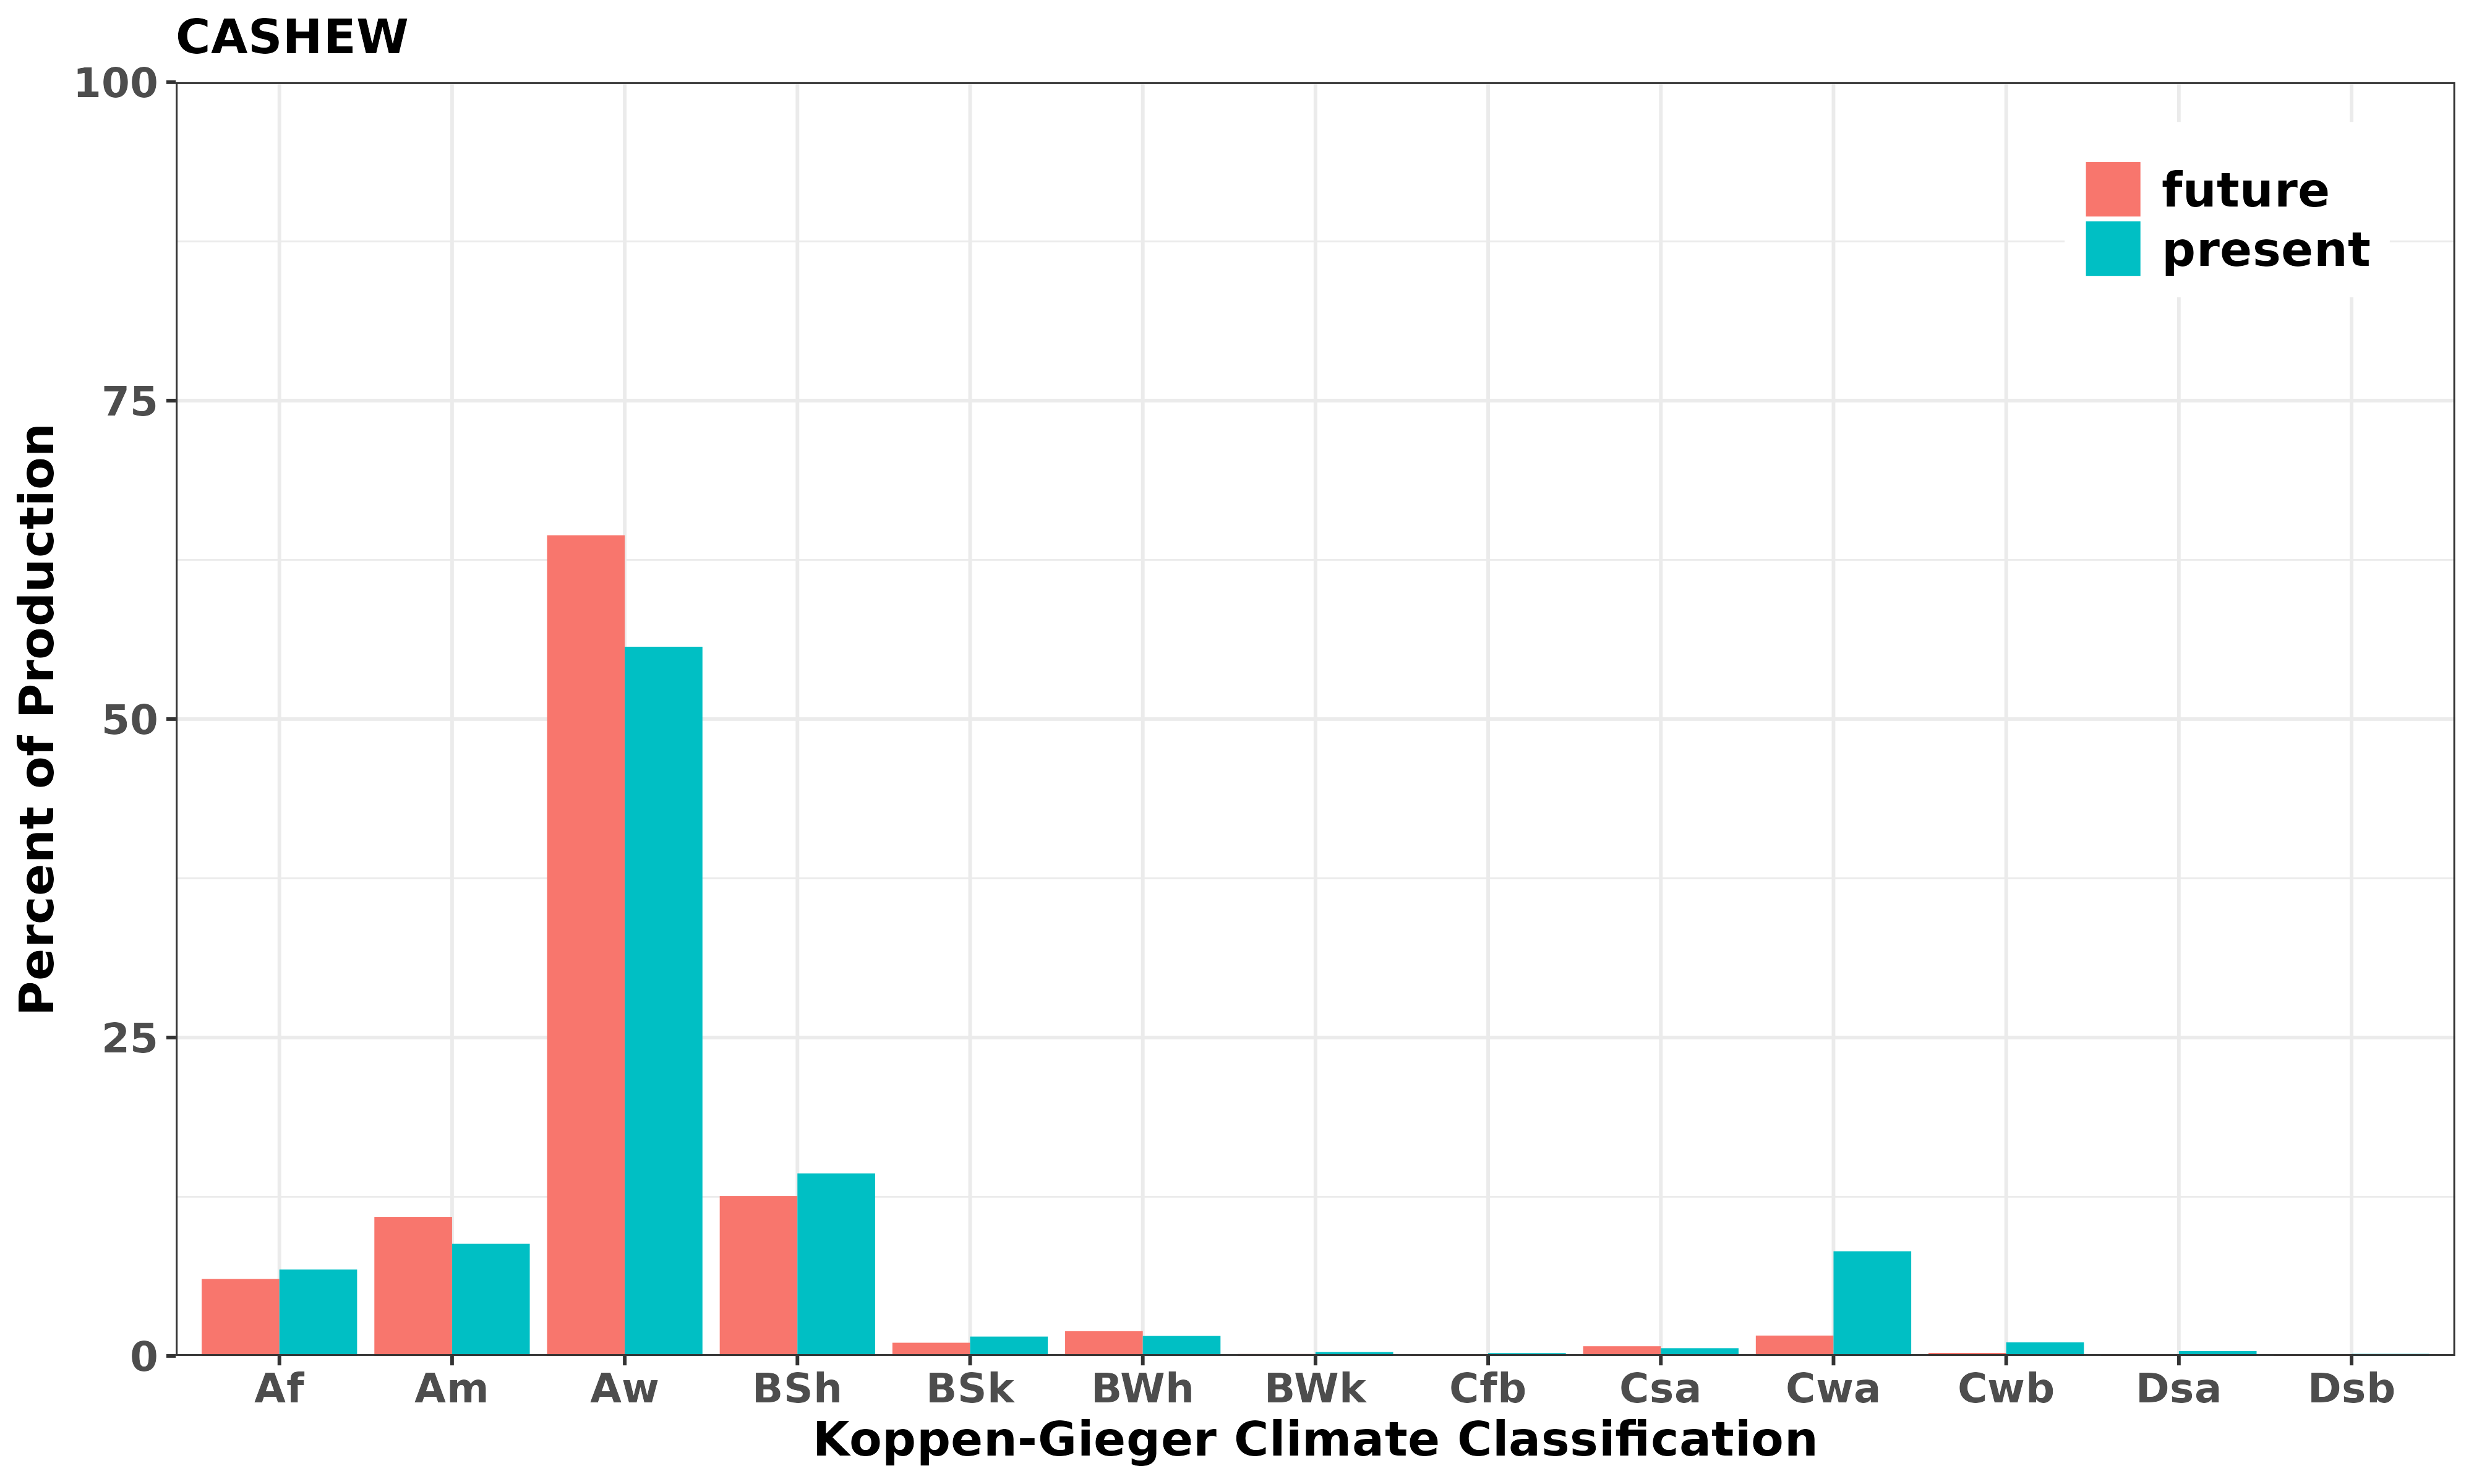 CASHEW
100
75
50
25
0
Percent of Production
future
present
Af Am Aw BSh BSk BWh BWk Cfb Csa Cwa Cwb Dsa Dsb
Koppen-Gieger Climate Classification